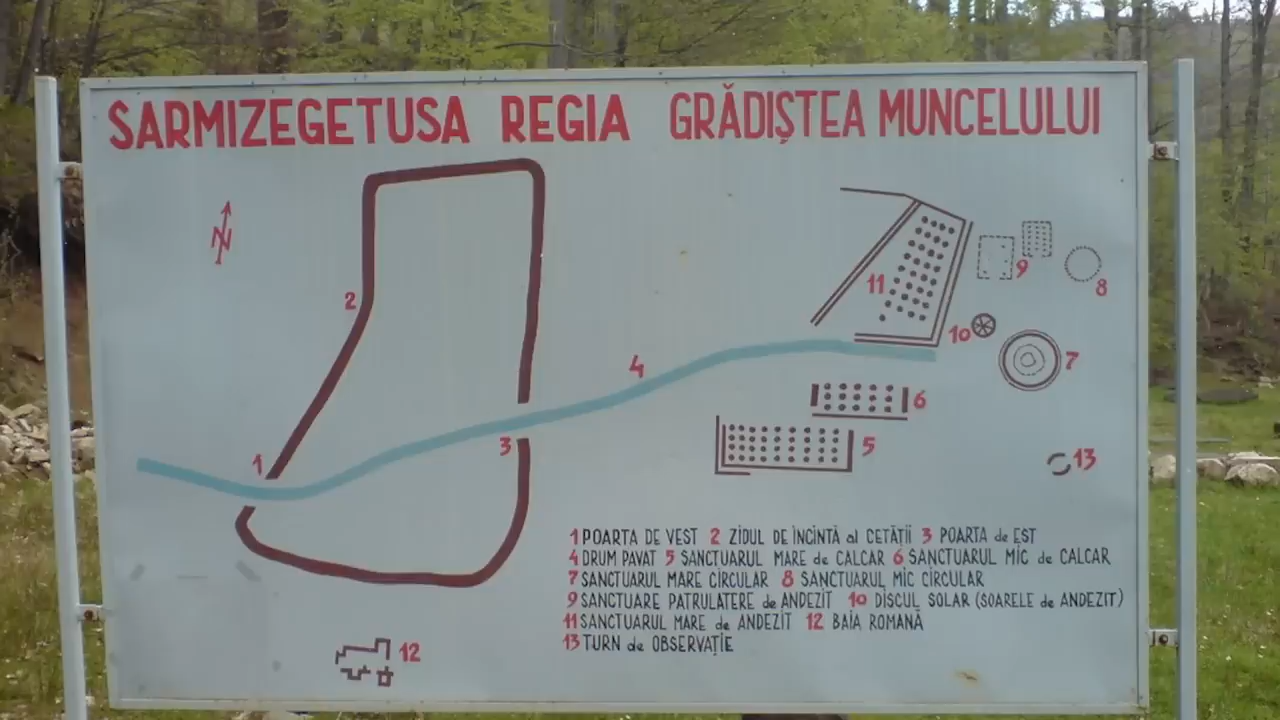 SARMIZEGETUSA REGIA GRĂDIȘTEA MUNCELULUI
N
2
11
9
8
10
7
4
6
3
5
1
13
12
1 POARTA DE VEST 2 ZIDUL DE INCINTĂ al CETĂȚII 3 POARTA de EST
4 DRUM PAVAT 5 SANCTUARUL MARE de CALCAR 6 SANCTUARUL MIC de CALCAR
7 SANCTUARUL MARE CIRCULAR 8 SANCTUARUL MIC CIRCULAR
9 SANCTUARE PATRULATERE de ANDEZIT 10 DISCUL SOLAR (SOARELE de ANDEZIT)
11 SANCTUARUL MARE de ANDEZIT 12 BAIA ROMANĂ
13 TURN de OBSERVAȚIE